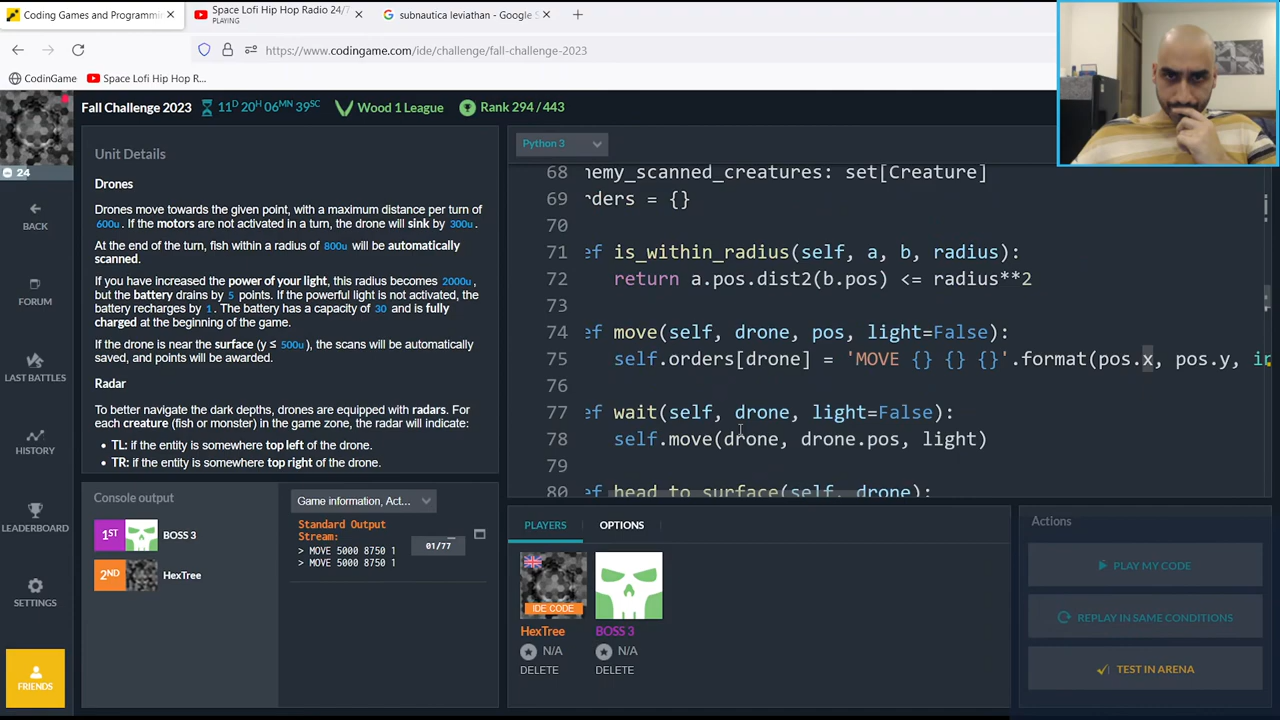 Coding Games and Programmi
Space Lofi Hip Hop Radio 24/7
PLAYING
subnautica leviathan - Google S
https://www.codingame.com/ide/challenge/fall-challenge-2023
CodinGame
Space Lofi Hip Hop R...
Fall Challenge 2023
11D 20H 06MN 39SC
Wood 1 League
Rank 294 / 443
24
BACK
FORUM
LAST BATTLES
HISTORY
LEADERBOARD
SETTINGS
FRIENDS
Unit Details
Drones
Drones move towards the given point, with a maximum distance per turn of
600u. If the motors are not activated in a turn, the drone will sink by 300u.
At the end of the turn, fish within a radius of 800u will be automatically
scanned.
If you have increased the power of your light, this radius becomes 2000u,
but the battery drains by 5 points. If the powerful light is not activated, the
battery recharges by 1. The battery has a capacity of 30 and is fully
charged at the beginning of the game.
If the drone is near the surface (y ≤ 500u), the scans will be automatically
saved, and points will be awarded.
Radar
To better navigate the dark depths, drones are equipped with radars. For
each creature (fish or monster) in the game zone, the radar will indicate:
• TL: if the entity is somewhere top left of the drone.
• TR: if the entity is somewhere top right of the drone.
Python 3
68 nemy_scanned_creatures: set[Creature]
69 rders = {}
70
71 ef is_within_radius(self, a, b, radius):
72 return a.pos.dist2(b.pos) <= radius**2
73
74 ef move(self, drone, pos, light=False):
75 self.orders[drone] = 'MOVE {} {} {}'.format(pos.x, pos.y, in
76
77 ef wait(self, drone, light=False):
78 self.move(drone, drone.pos, light)
79
80 ef head_to_surface(self, drone):
Console output
1ST BOSS 3
2ND HexTree
Game information, Act...
Standard Output
Stream:
> MOVE 5000 8750 1
> MOVE 5000 8750 1
01/77
PLAYERS
OPTIONS
IDE CODE
HexTree
N/A
DELETE
BOSS 3
N/A
DELETE
Actions
PLAY MY CODE
REPLAY IN SAME CONDITIONS
TEST IN ARENA